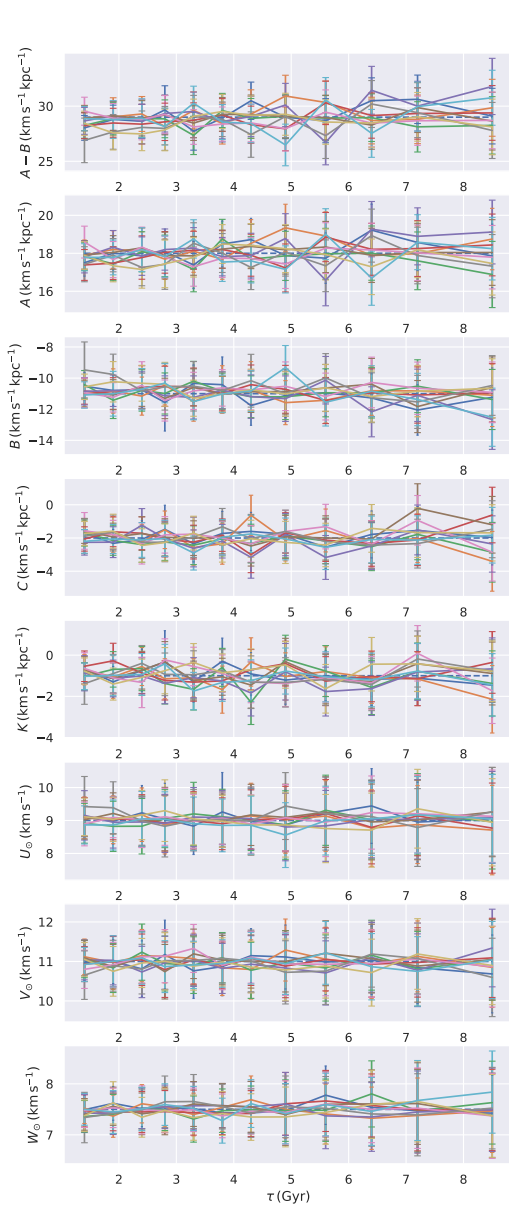 A − B (km s⁻¹ kpc⁻¹)
30
25
2 3 4 5 6 7 8
A (km s⁻¹ kpc⁻¹)
20
18
16
2 3 4 5 6 7 8
B (km s⁻¹ kpc⁻¹)
−8
−10
−12
−14
2 3 4 5 6 7 8
C (km s⁻¹ kpc⁻¹)
0
−2
−4
2 3 4 5 6 7 8
K (km s⁻¹ kpc⁻¹)
0
−2
−4
2 3 4 5 6 7 8
U⊙ (km s⁻¹)
10
9
8
2 3 4 5 6 7 8
V⊙ (km s⁻¹)
12
11
10
2 3 4 5 6 7 8
W⊙ (km s⁻¹)
8
7
2 3 4 5 6 7 8
τ (Gyr)